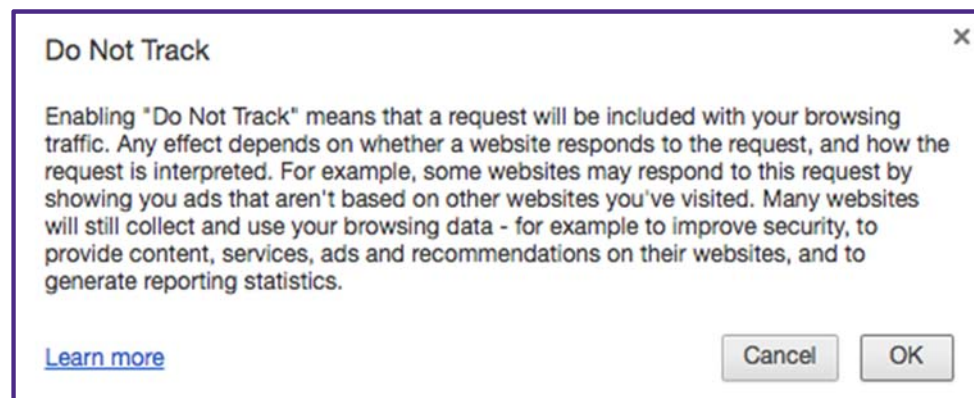 Do Not Track
×
Enabling "Do Not Track" means that a request will be included with your browsing
traffic. Any effect depends on whether a website responds to the request, and how the
request is interpreted. For example, some websites may respond to this request by
showing you ads that aren't based on other websites you've visited. Many websites
will still collect and use your browsing data - for example to improve security, to
provide content, services, ads and recommendations on their websites, and to
generate reporting statistics.
Learn more
Cancel
OK